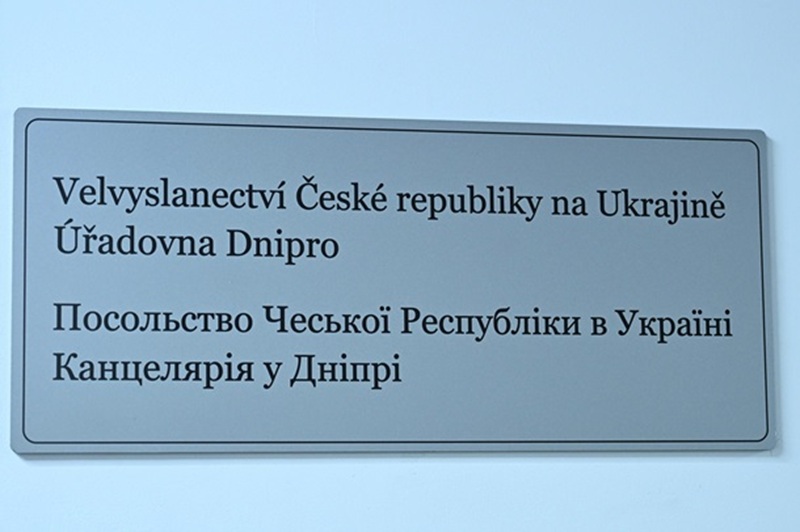 Velvyslanectví České republiky na Ukrajině
Úřadovna Dnipro
Посольство Чеської Республіки в Україні
Канцелярія у Дніпрі